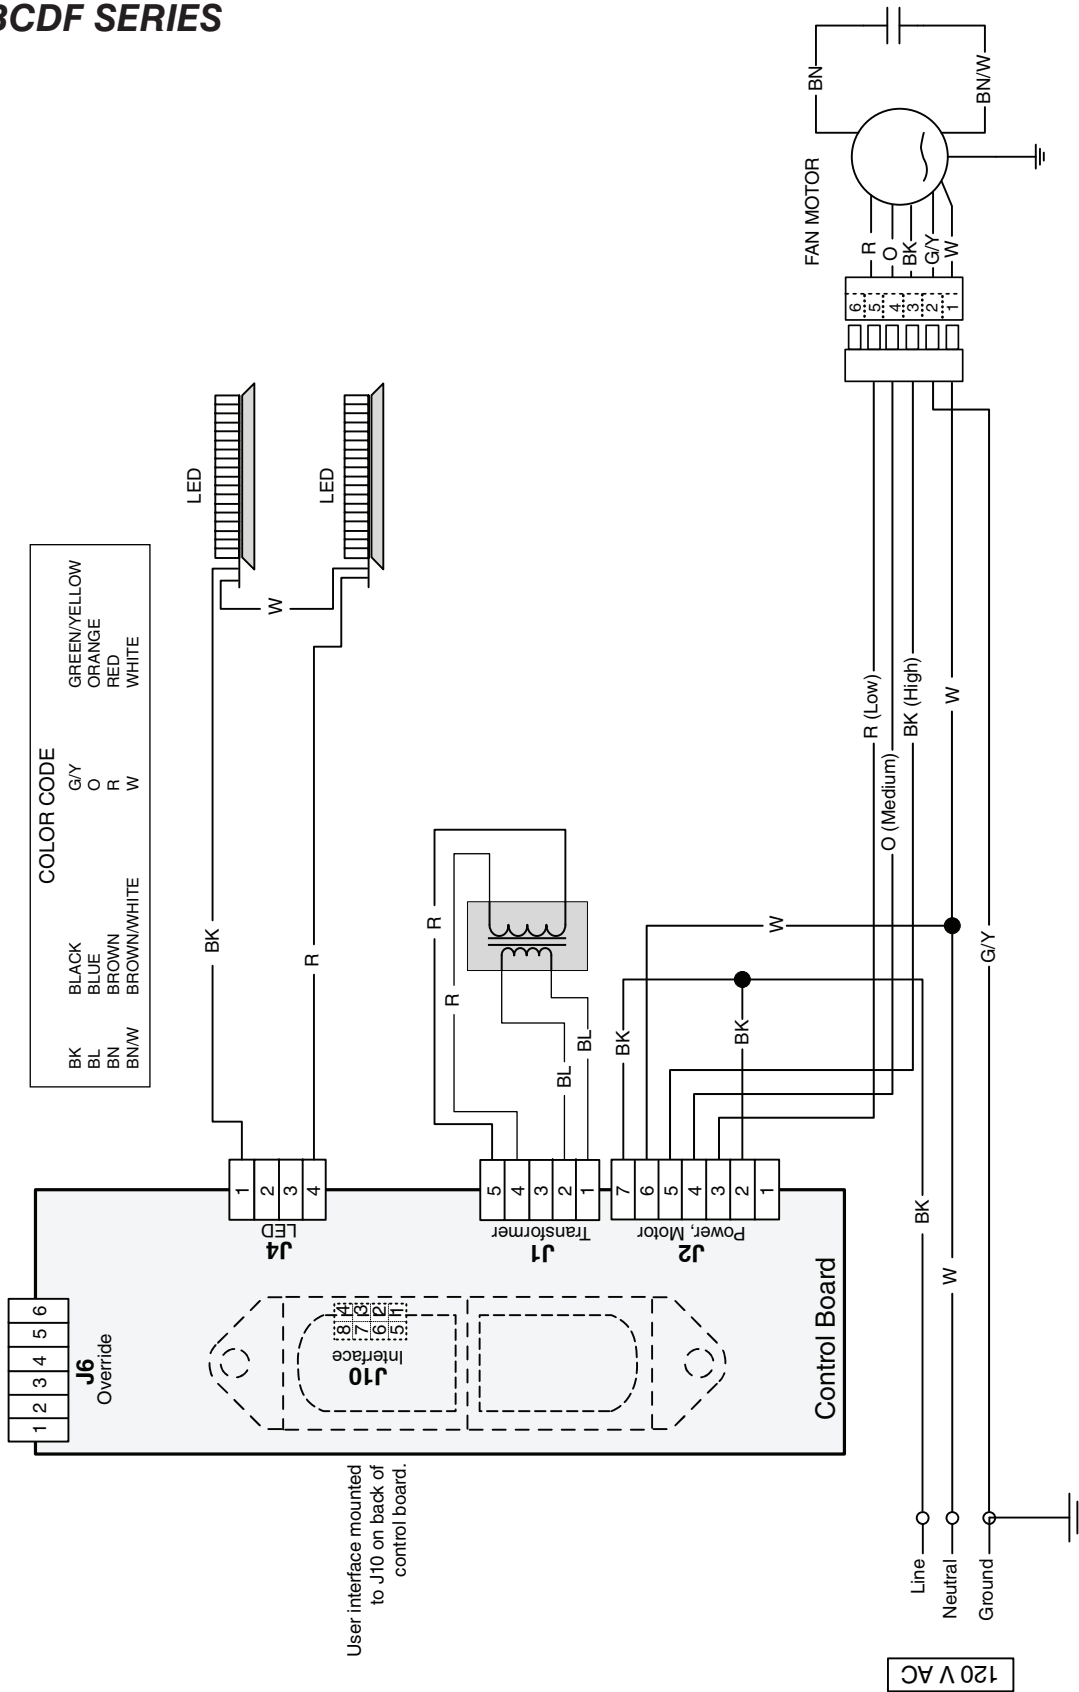 BCDF SERIES
COLOR CODE
BK BLACK G/Y GREEN/YELLOW
BL BLUE O ORANGE
BN BROWN R RED
BN/W BROWN/WHITE W WHITE
LED
LED
BK
W
R
BN
BN/W
FAN MOTOR
R
O
BK
G/Y
W
6
5
4
3
2
1
R (Low)
O (Medium)
BK (High)
W
G/Y
R
R
BL
BL
BK
W
BK
BK
W
1
2
3
4
LED
J4
5
4
3
2
1
Transformer
J1
7
6
5
4
3
2
1
Power, Motor
J2
1 2 3 4 5 6
J6
Override
8 4
7 3
6 2
5 1
Interface
J10
Control Board
User interface mounted
to J10 on back of
control board.
Line
Neutral
Ground
120 V AC